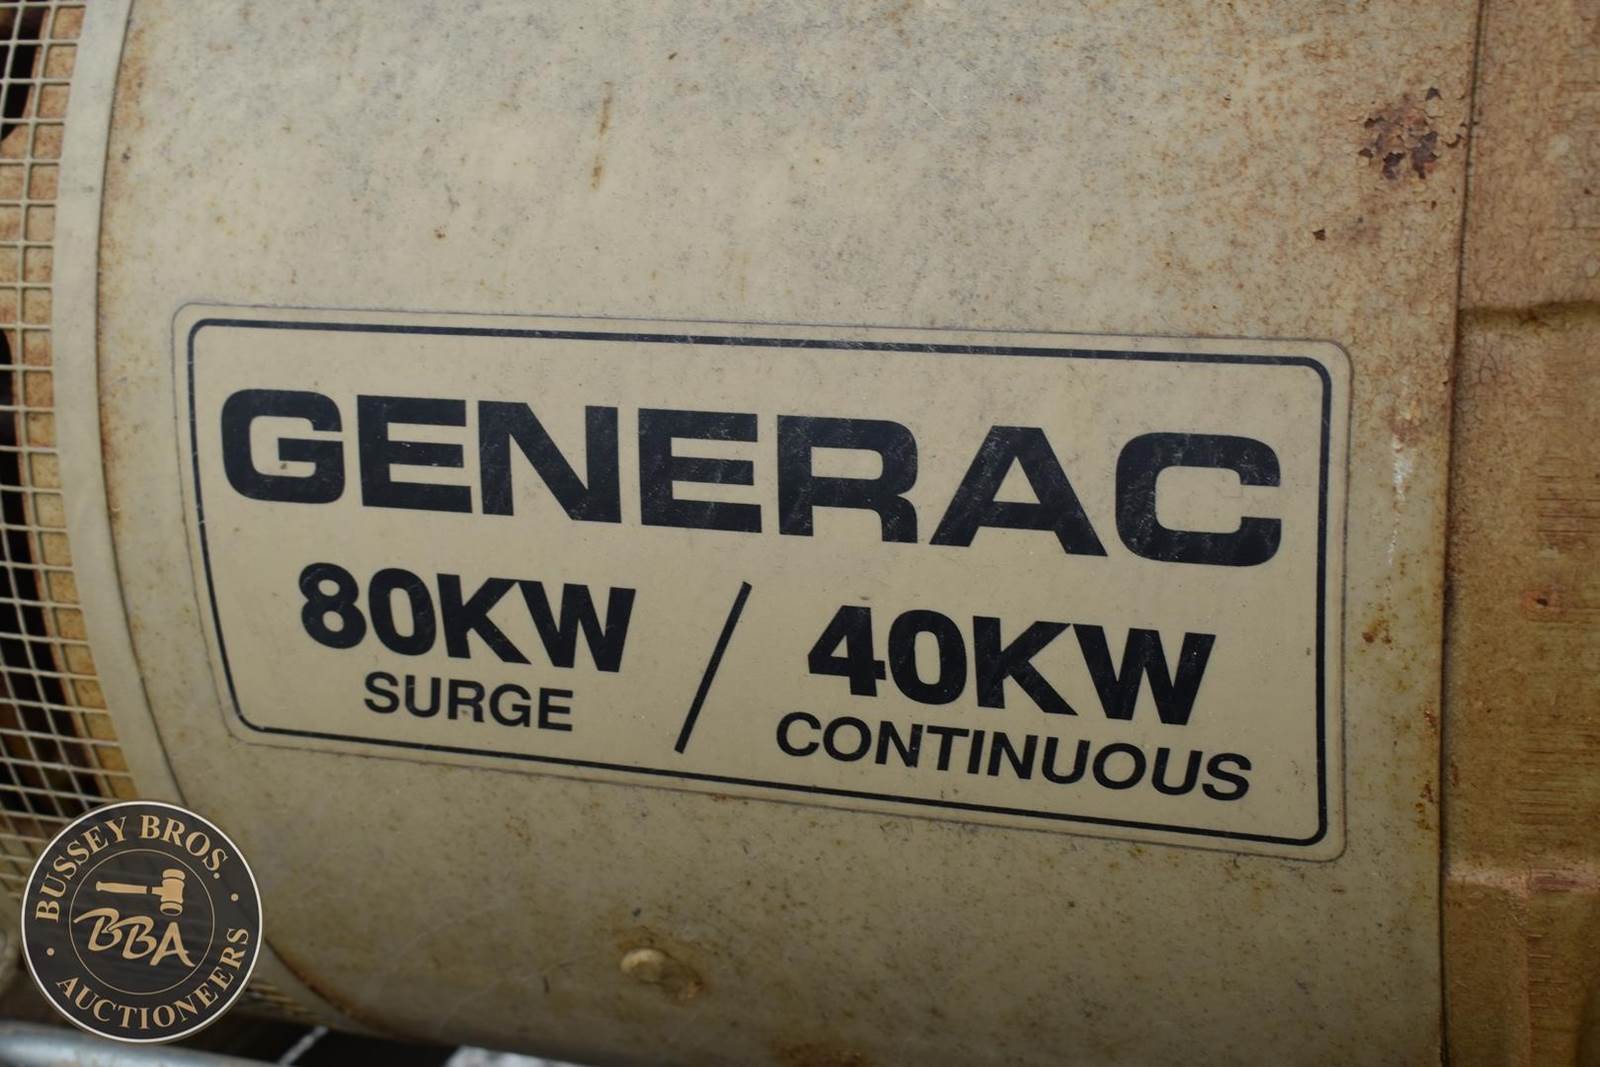 GENERAC
80KW / 40KW
SURGE CONTINUOUS
BUSSEY BROS.
BBA
AUCTIONEERS